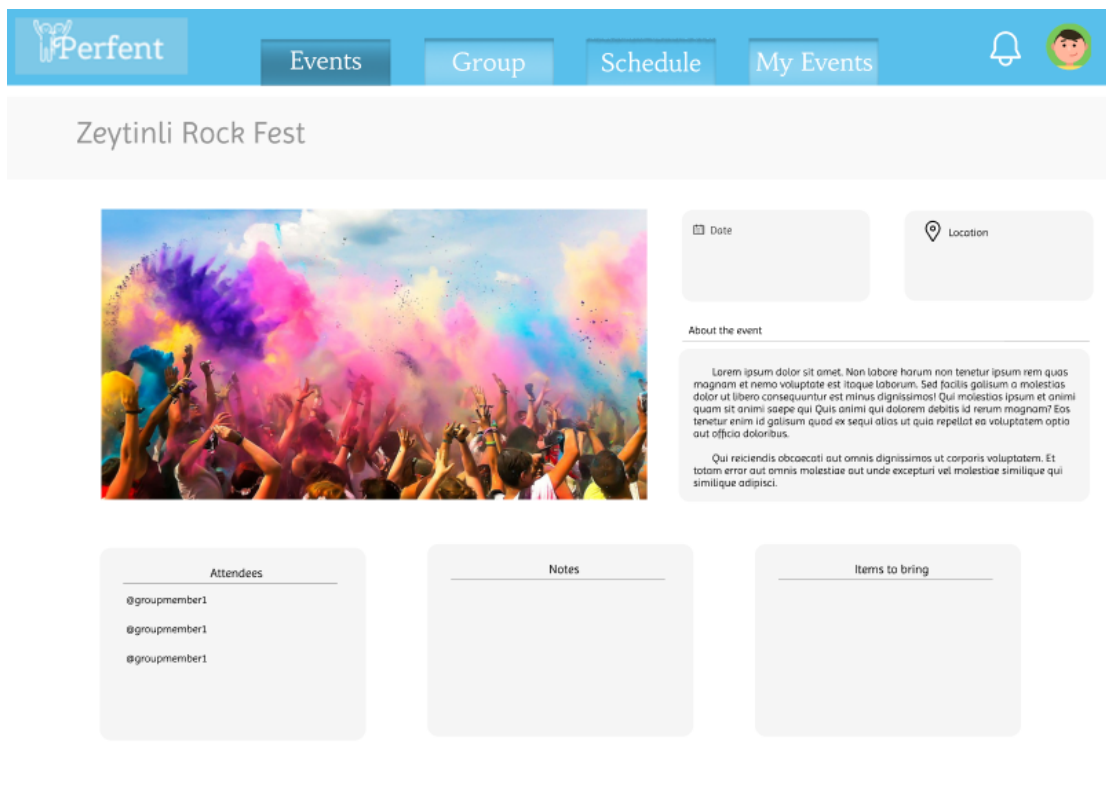 Perfent
Events
Group
Schedule
My Events
Zeytinli Rock Fest
Date
Location
About the event
Lorem ipsum dolor sit amet. Non labore harum non tenetur ipsum rem quas
magnam et nemo voluptate est itaque laborum. Sed facilis galisum a molestias
dolor ut libero consequuntur est minus dignissimos! Qui molestias ipsum et animi
quam sit animi saepe qui Quis animi qui dolorem debitis id rerum magnam? Eos
tenetur enim id galisum quod ex sequi alias ut quia repellat ea voluptatem optio
aut officia doloribus.
Qui reiciendis obcaecati aut omnis dignissimos ut corporis voluptatem. Et
totam error aut omnis molestiae aut unde excepturi vel molestiae similique qui
similique adipisci.
Attendees
@groupmember1
@groupmember1
@groupmember1
Notes
Items to bring